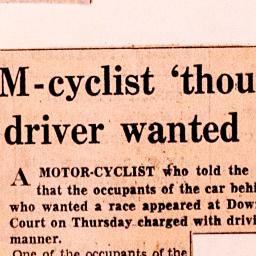 M-cyclist 'thou
driver wanted
A MOTOR-CYCLIST who told the
that the occupants of the car behi
who wanted a race appeared at Dow
Court on Thursday charged with drivi
manner.
One of the occupants of the